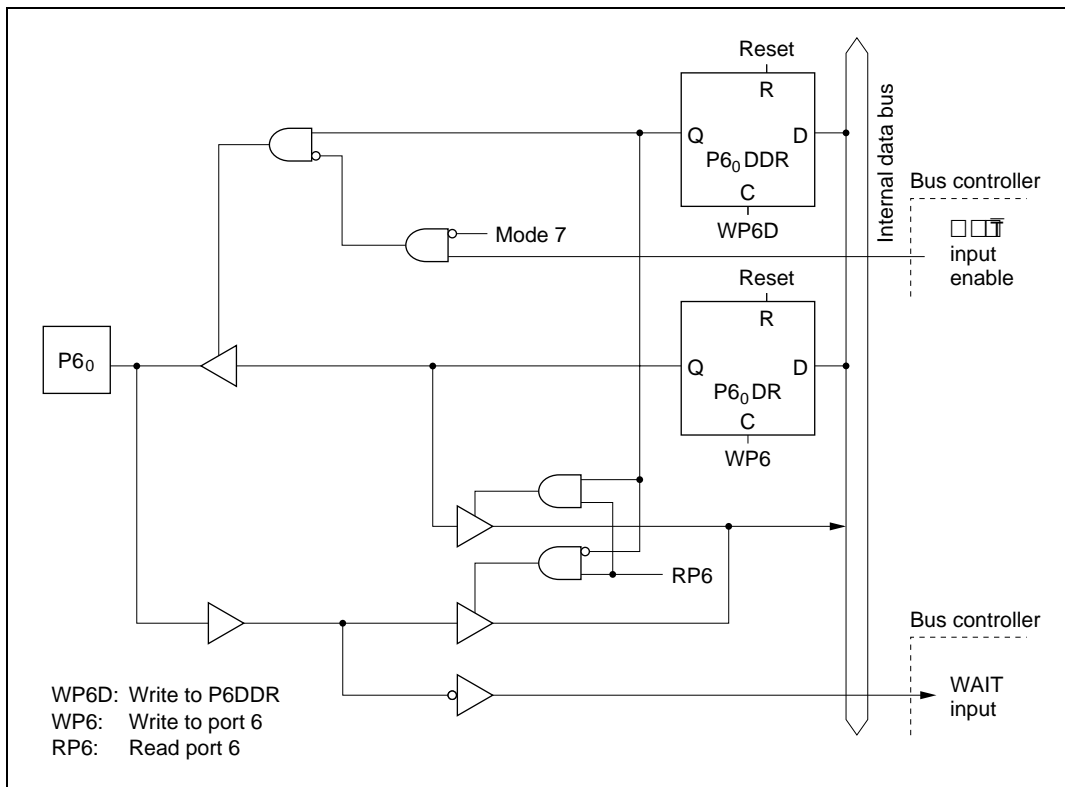 Reset
R
Q
D
P6₀ DDR
C
WP6D
Internal data bus
Bus controller
input
enable
Mode 7
Reset
R
Q
D
P6₀ DR
C
WP6
P6₀
RP6
Bus controller
WAIT
input
WP6D: Write to P6DDR
WP6: Write to port 6
RP6: Read port 6